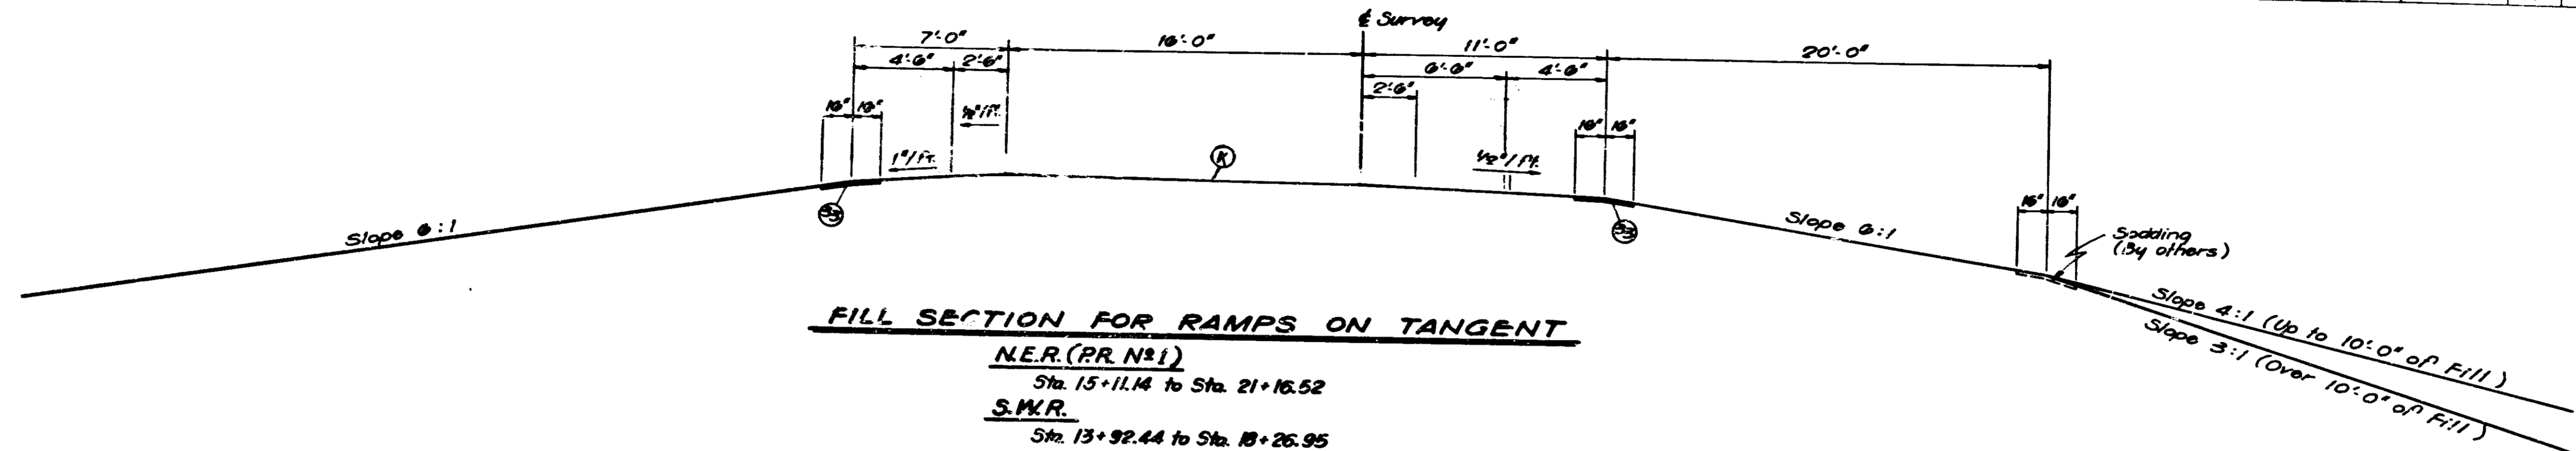 ℄ Survey
7'-0"
16'-0"
11'-0"
20'-0"
4'-6"
2'-6"
6'-6"
4'-6"
2'-6"
16" 16"
½"/ft.
16" 16"
1"/Ft.
½"/Ft.
K
16" 16"
33
33
Slope 6:1
Slope 6:1
Sodding
(By others)
Slope 4:1 (Up to 10'-0" of Fill)
Slope 3:1 (Over 10'-0" of Fill)
FILL SECTION FOR RAMPS ON TANGENT
N.E.R. (P.R. Nº 1)
Sta. 15+11.14 to Sta. 21+16.52
S.W.R.
Sta. 13+92.44 to Sta. 18+26.95